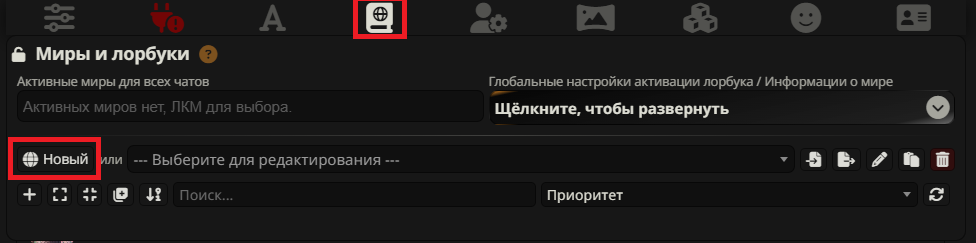 Миры и лорбуки ?
Активные миры для всех чатов
Глобальные настройки активации лорбука / Информации о мире
Активных миров нет, ЛКМ для выбора.
Щёлкните, чтобы развернуть
Новый или --- Выберите для редактирования ---
Поиск... Приоритет